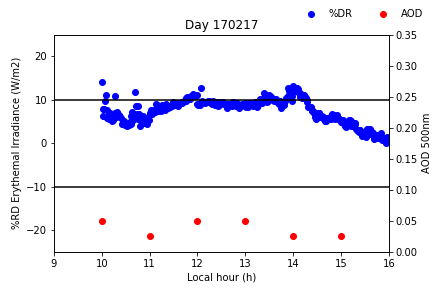 %DR AOD
Day 170217
%RD Erythemal Irradiance (W/m2)
20
10
0
−10
−20
0.35
0.30
0.25
0.20
0.15
0.10
0.05
0.00
AOD 500nm
9 10 11 12 13 14 15 16
Local hour (h)